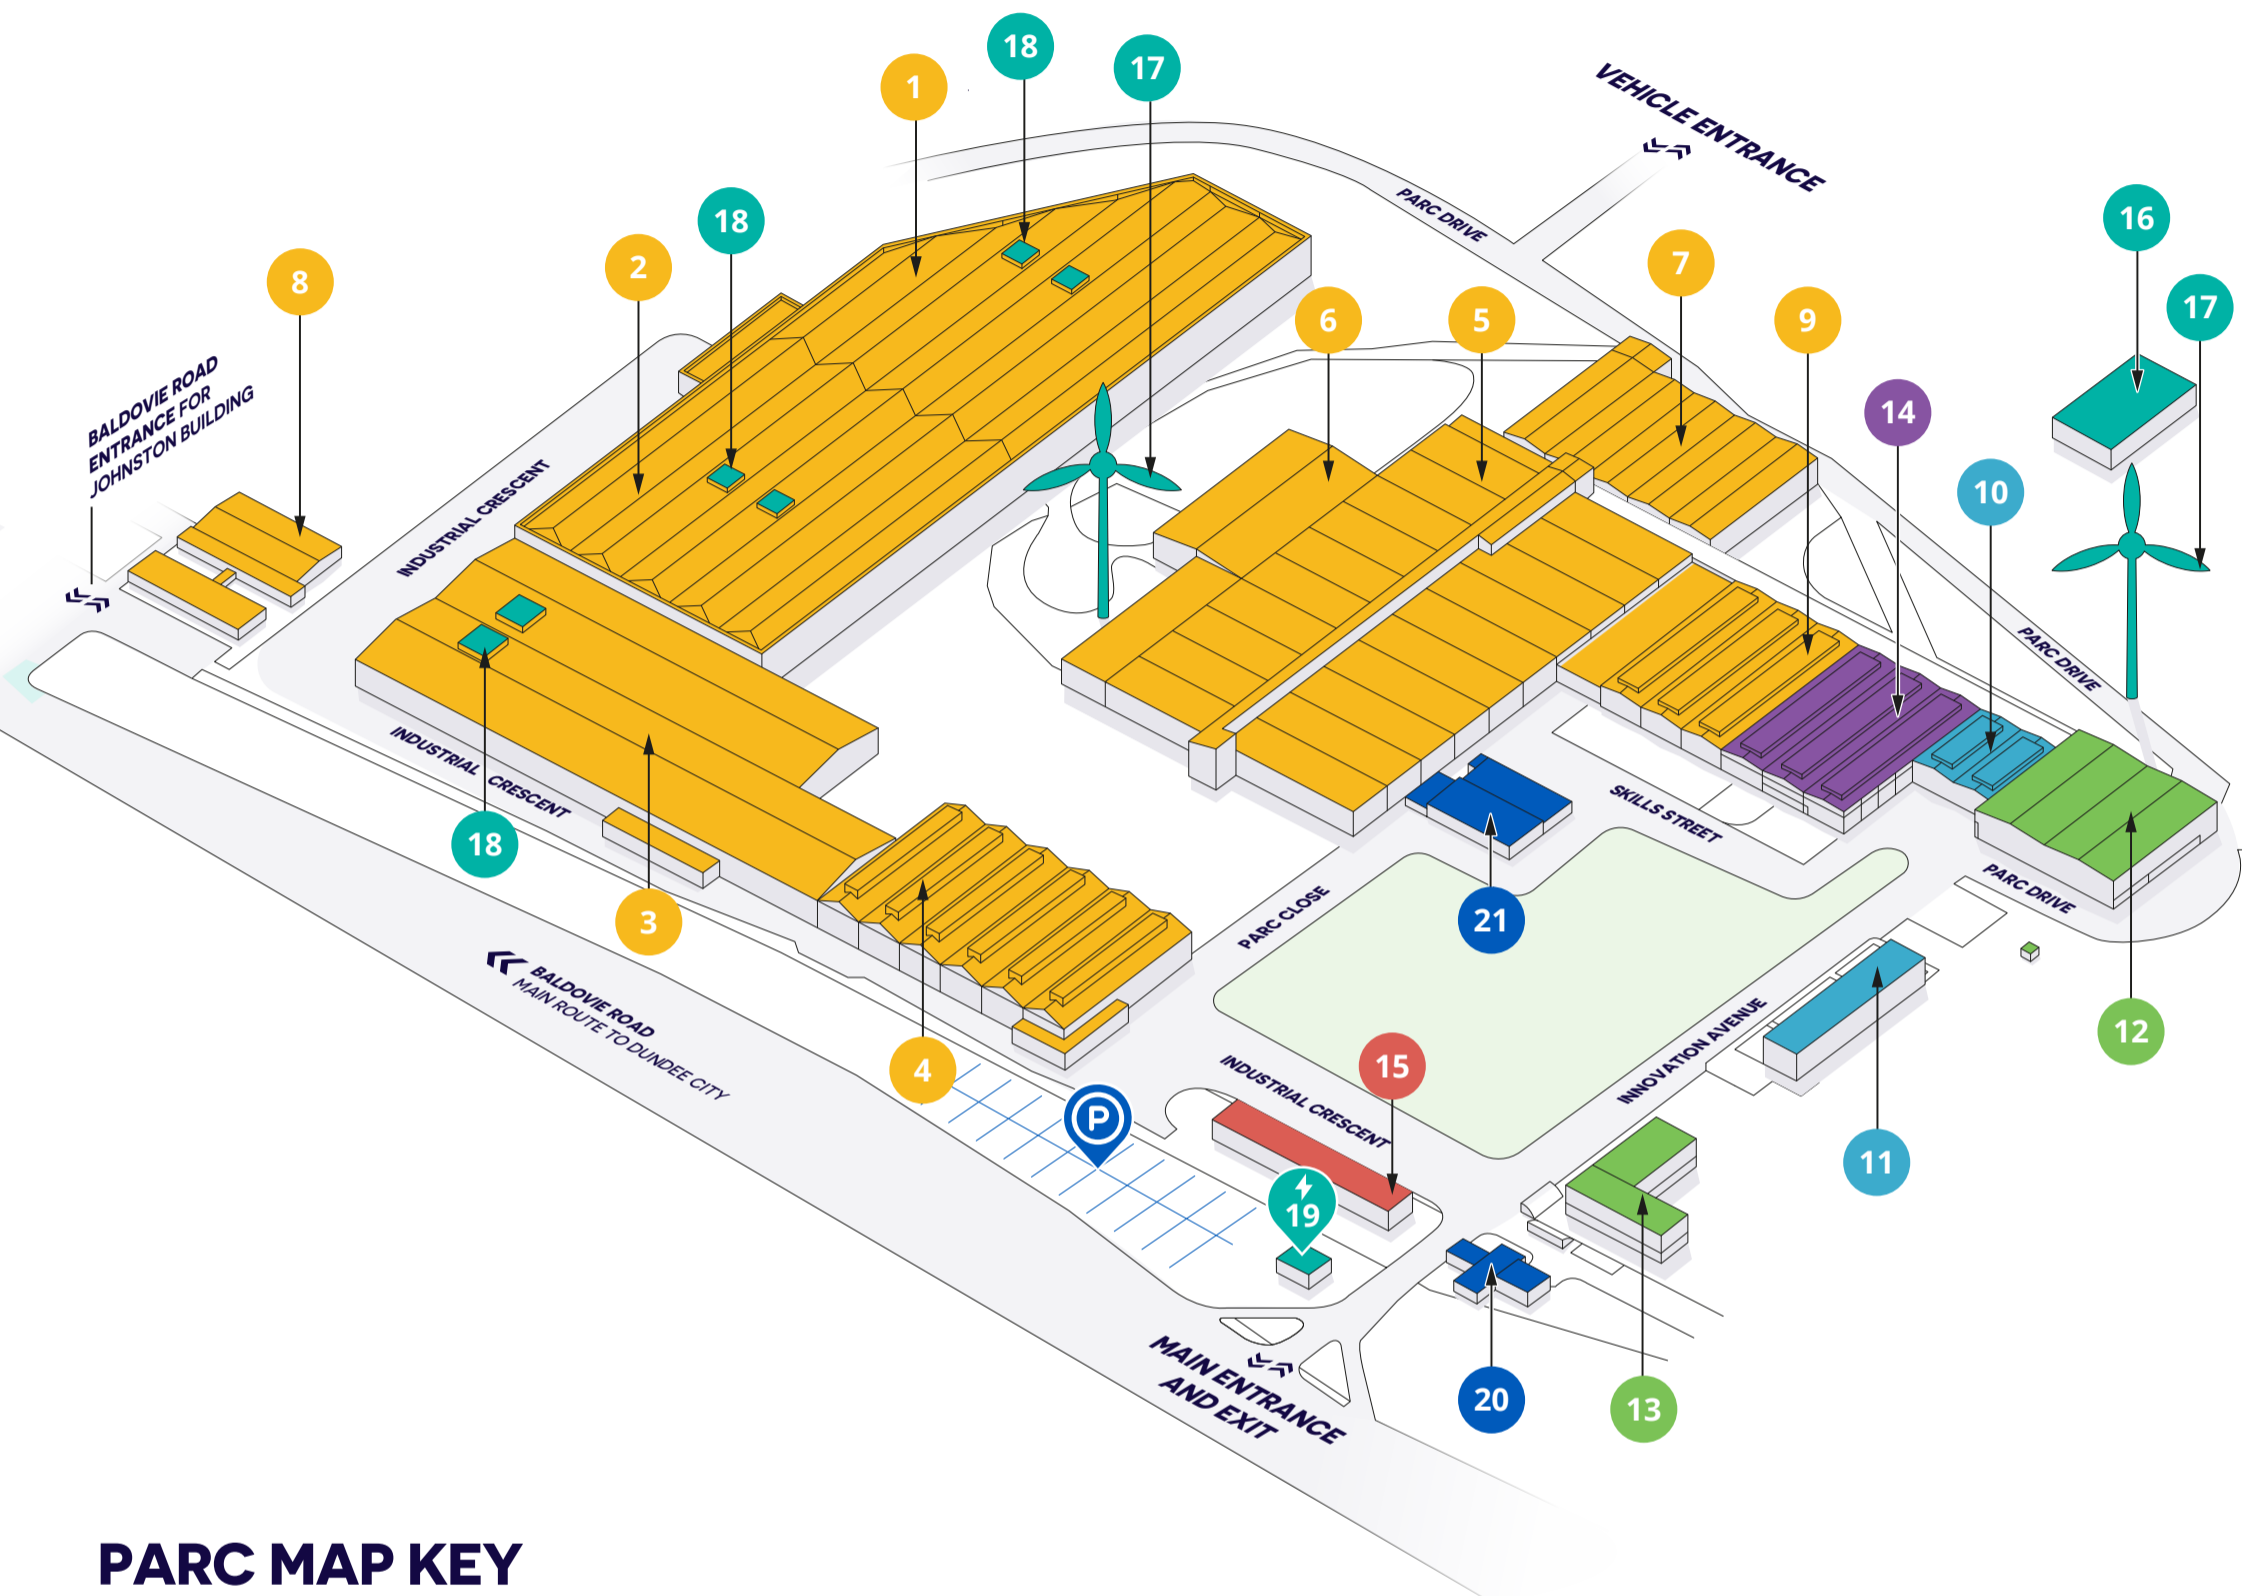 18
17
1
VEHICLE ENTRANCE
PARC DRIVE
16
18
2
7
8
17
6
5
9
BALDOVIE ROAD
ENTRANCE FOR
JOHNSTON BUILDING
14
INDUSTRIAL CRESCENT
10
PARC DRIVE
INDUSTRIAL CRESCENT
SKILLS STREET
18
3
PARC CLOSE
21
PARC DRIVE
BALDOVIE ROAD
MAIN ROUTE TO DUNDEE CITY
4
P
INDUSTRIAL CRESCENT
15
INNOVATION AVENUE
12
11
19
MAIN ENTRANCE
AND EXIT
20
13
PARC MAP KEY